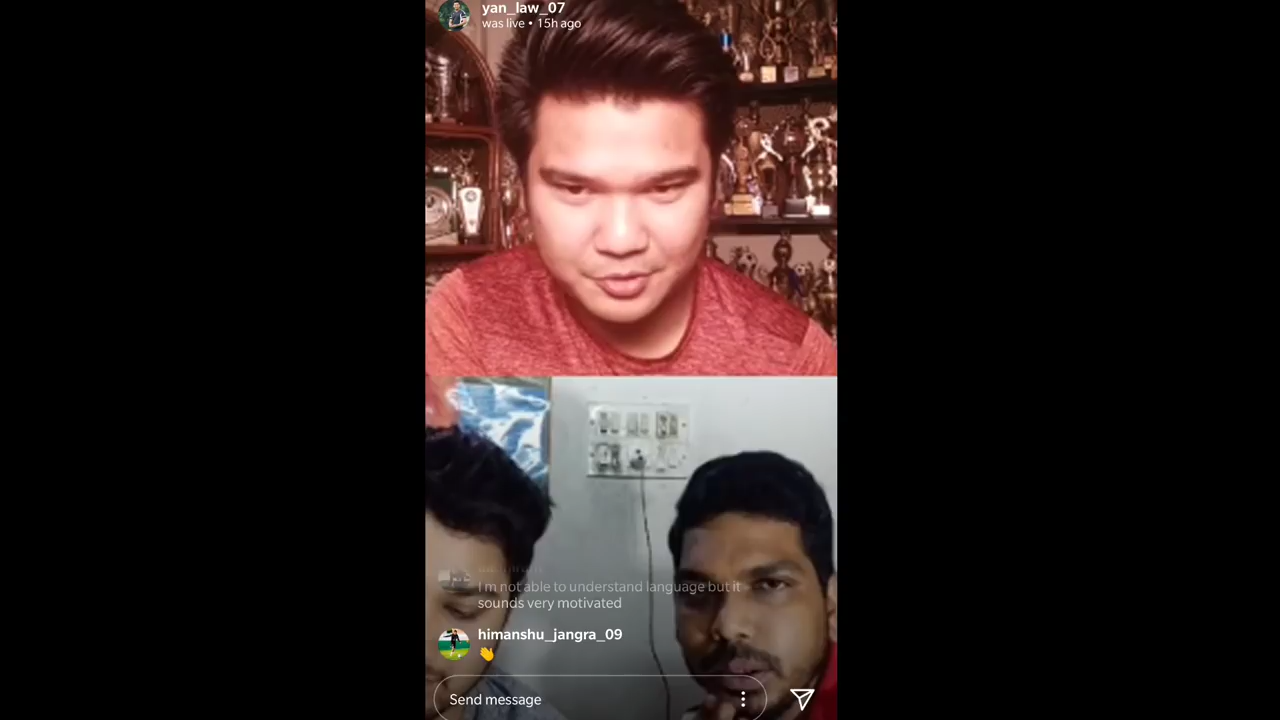 yan_law_07
was live • 15h ago
I'm not able to understand language but it
sounds very motivated
himanshu_jangra_09
👋
Send message